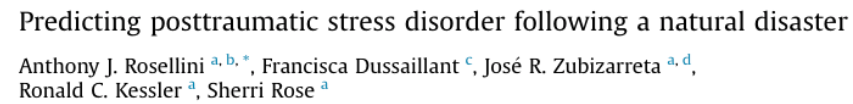 Predicting posttraumatic stress disorder following a natural disaster
Anthony J. Rosellini a, b, *, Francisca Dussaillant c, José R. Zubizarreta a, d,
Ronald C. Kessler a, Sherri Rose a